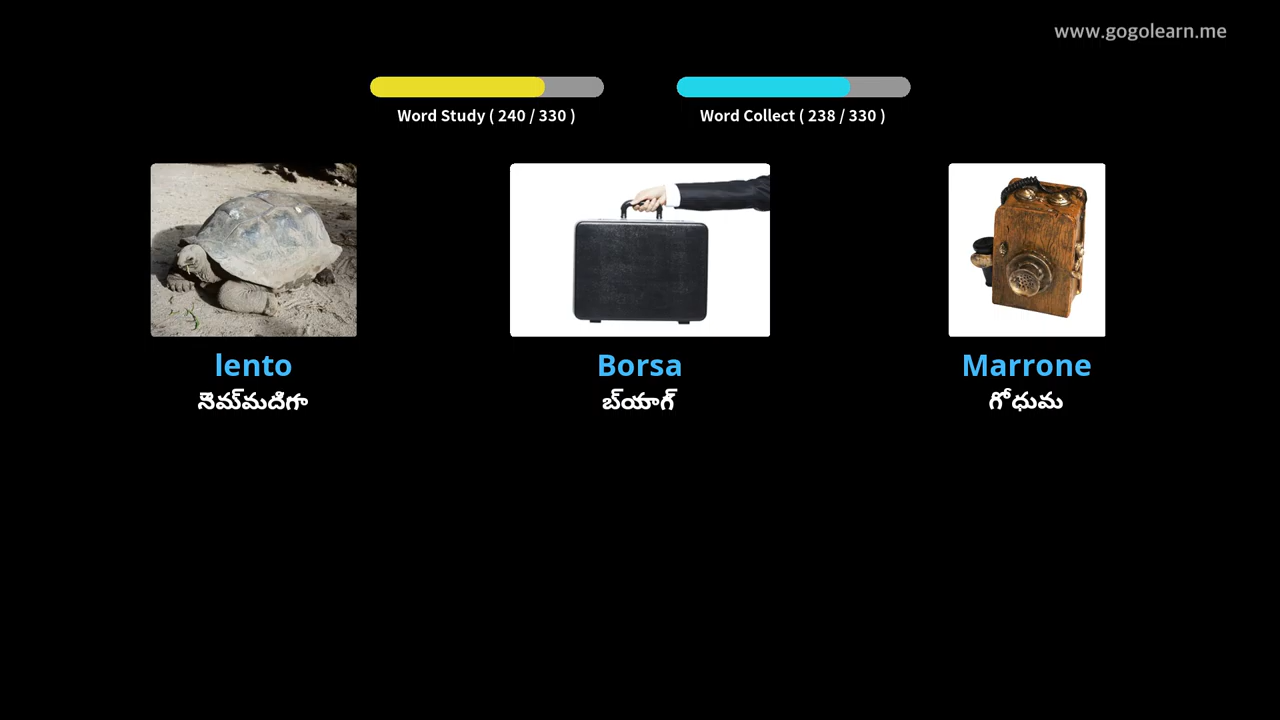 www.gogolearn.me
Word Study ( 240 / 330 )
Word Collect ( 238 / 330 )
lento
నెమ్మదిగా
Borsa
బ్యాగ్
Marrone
గోధుమ